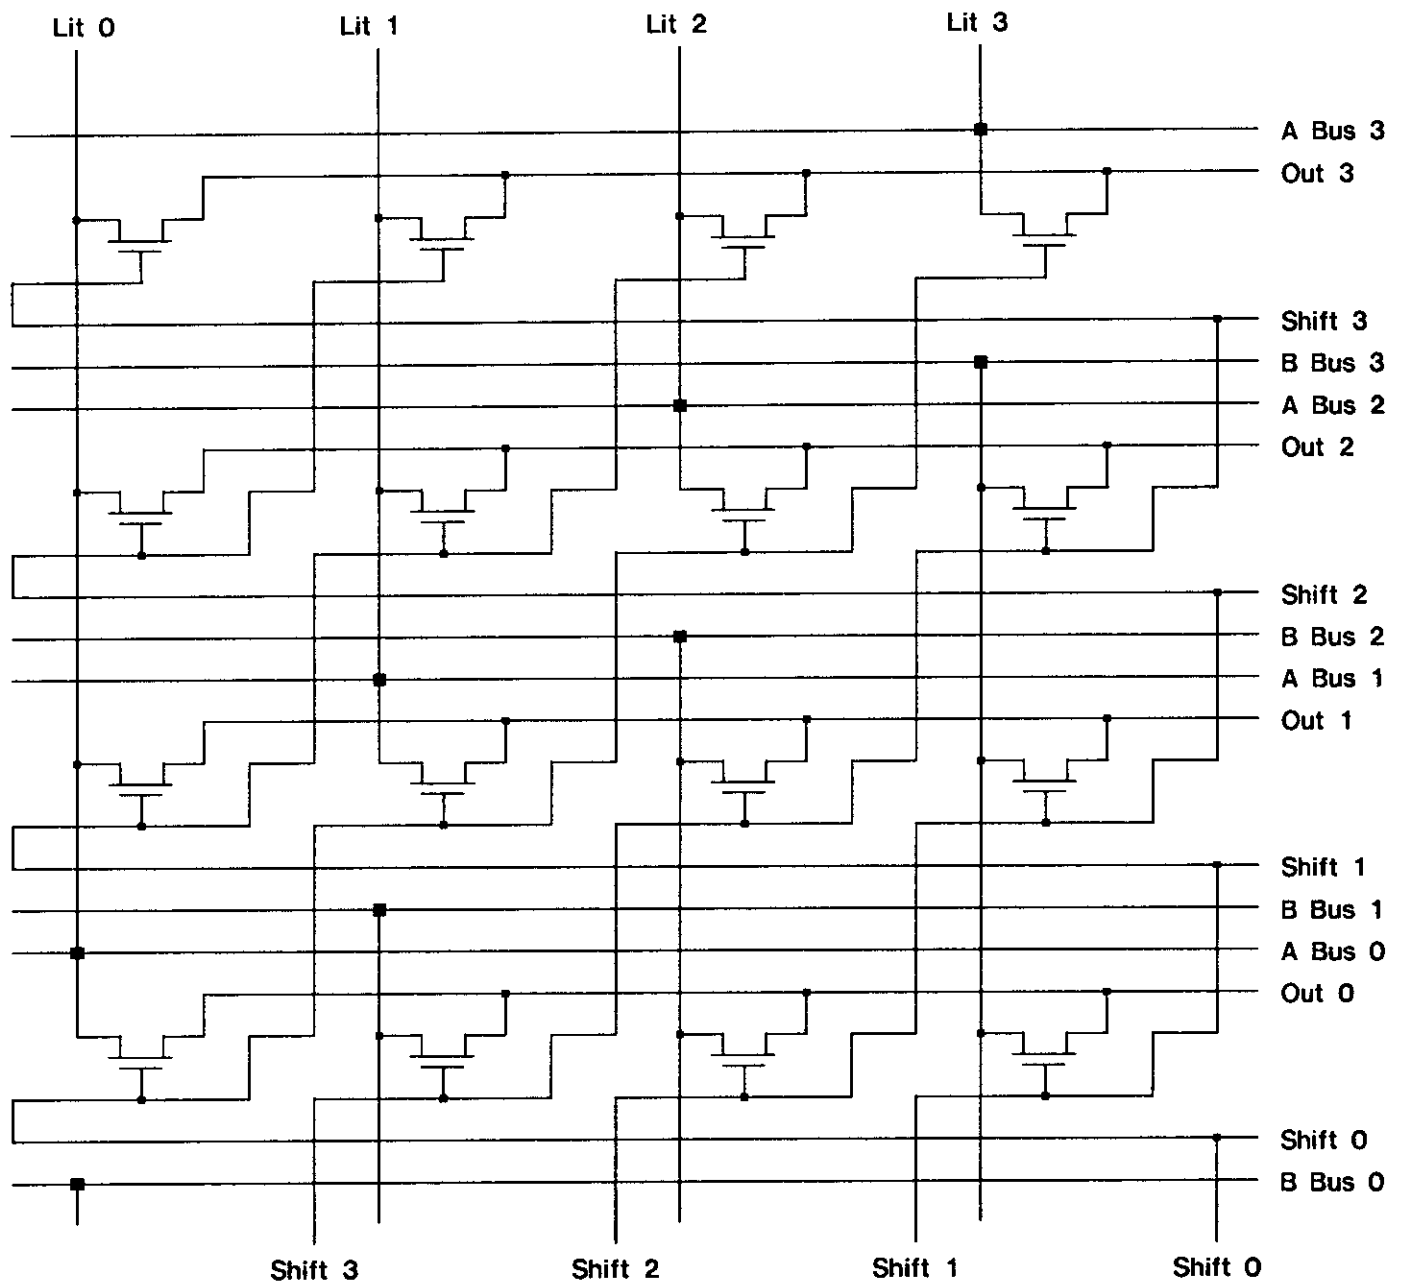 Lit 0
Lit 1
Lit 2
Lit 3
A Bus 3
Out 3
Shift 3
B Bus 3
A Bus 2
Out 2
Shift 2
B Bus 2
A Bus 1
Out 1
Shift 1
B Bus 1
A Bus 0
Out 0
Shift 0
B Bus 0
Shift 3
Shift 2
Shift 1
Shift 0